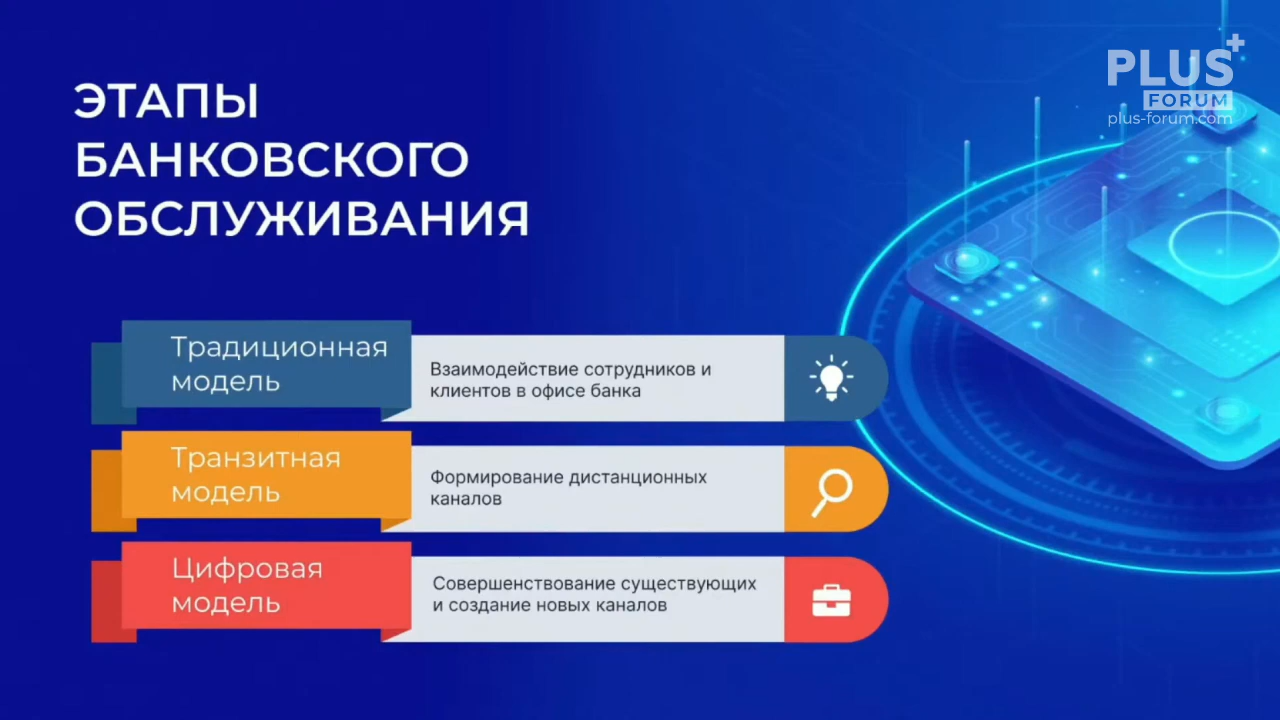 ЭТАПЫ
БАНКОВСКОГО
ОБСЛУЖИВАНИЯ
PLUS+
FORUM
plus-forum.com
Традиционная
модель
Взаимодействие сотрудников и
клиентов в офисе банка
Транзитная
модель
Формирование дистанционных
каналов
Цифровая
модель
Совершенствование существующих
и создание новых каналов